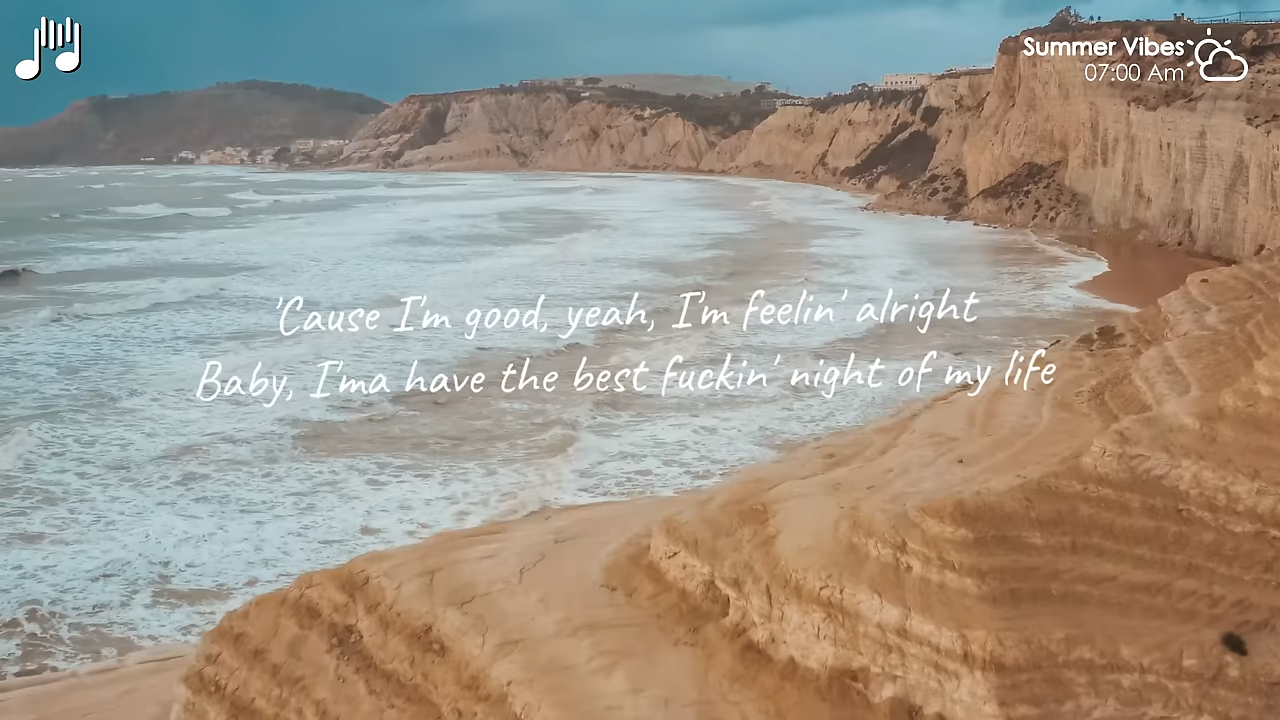 Summer Vibes
07:00 Am
'Cause I'm good, yeah, I'm feelin' alright
Baby, I'ma have the best fuckin' night of my life